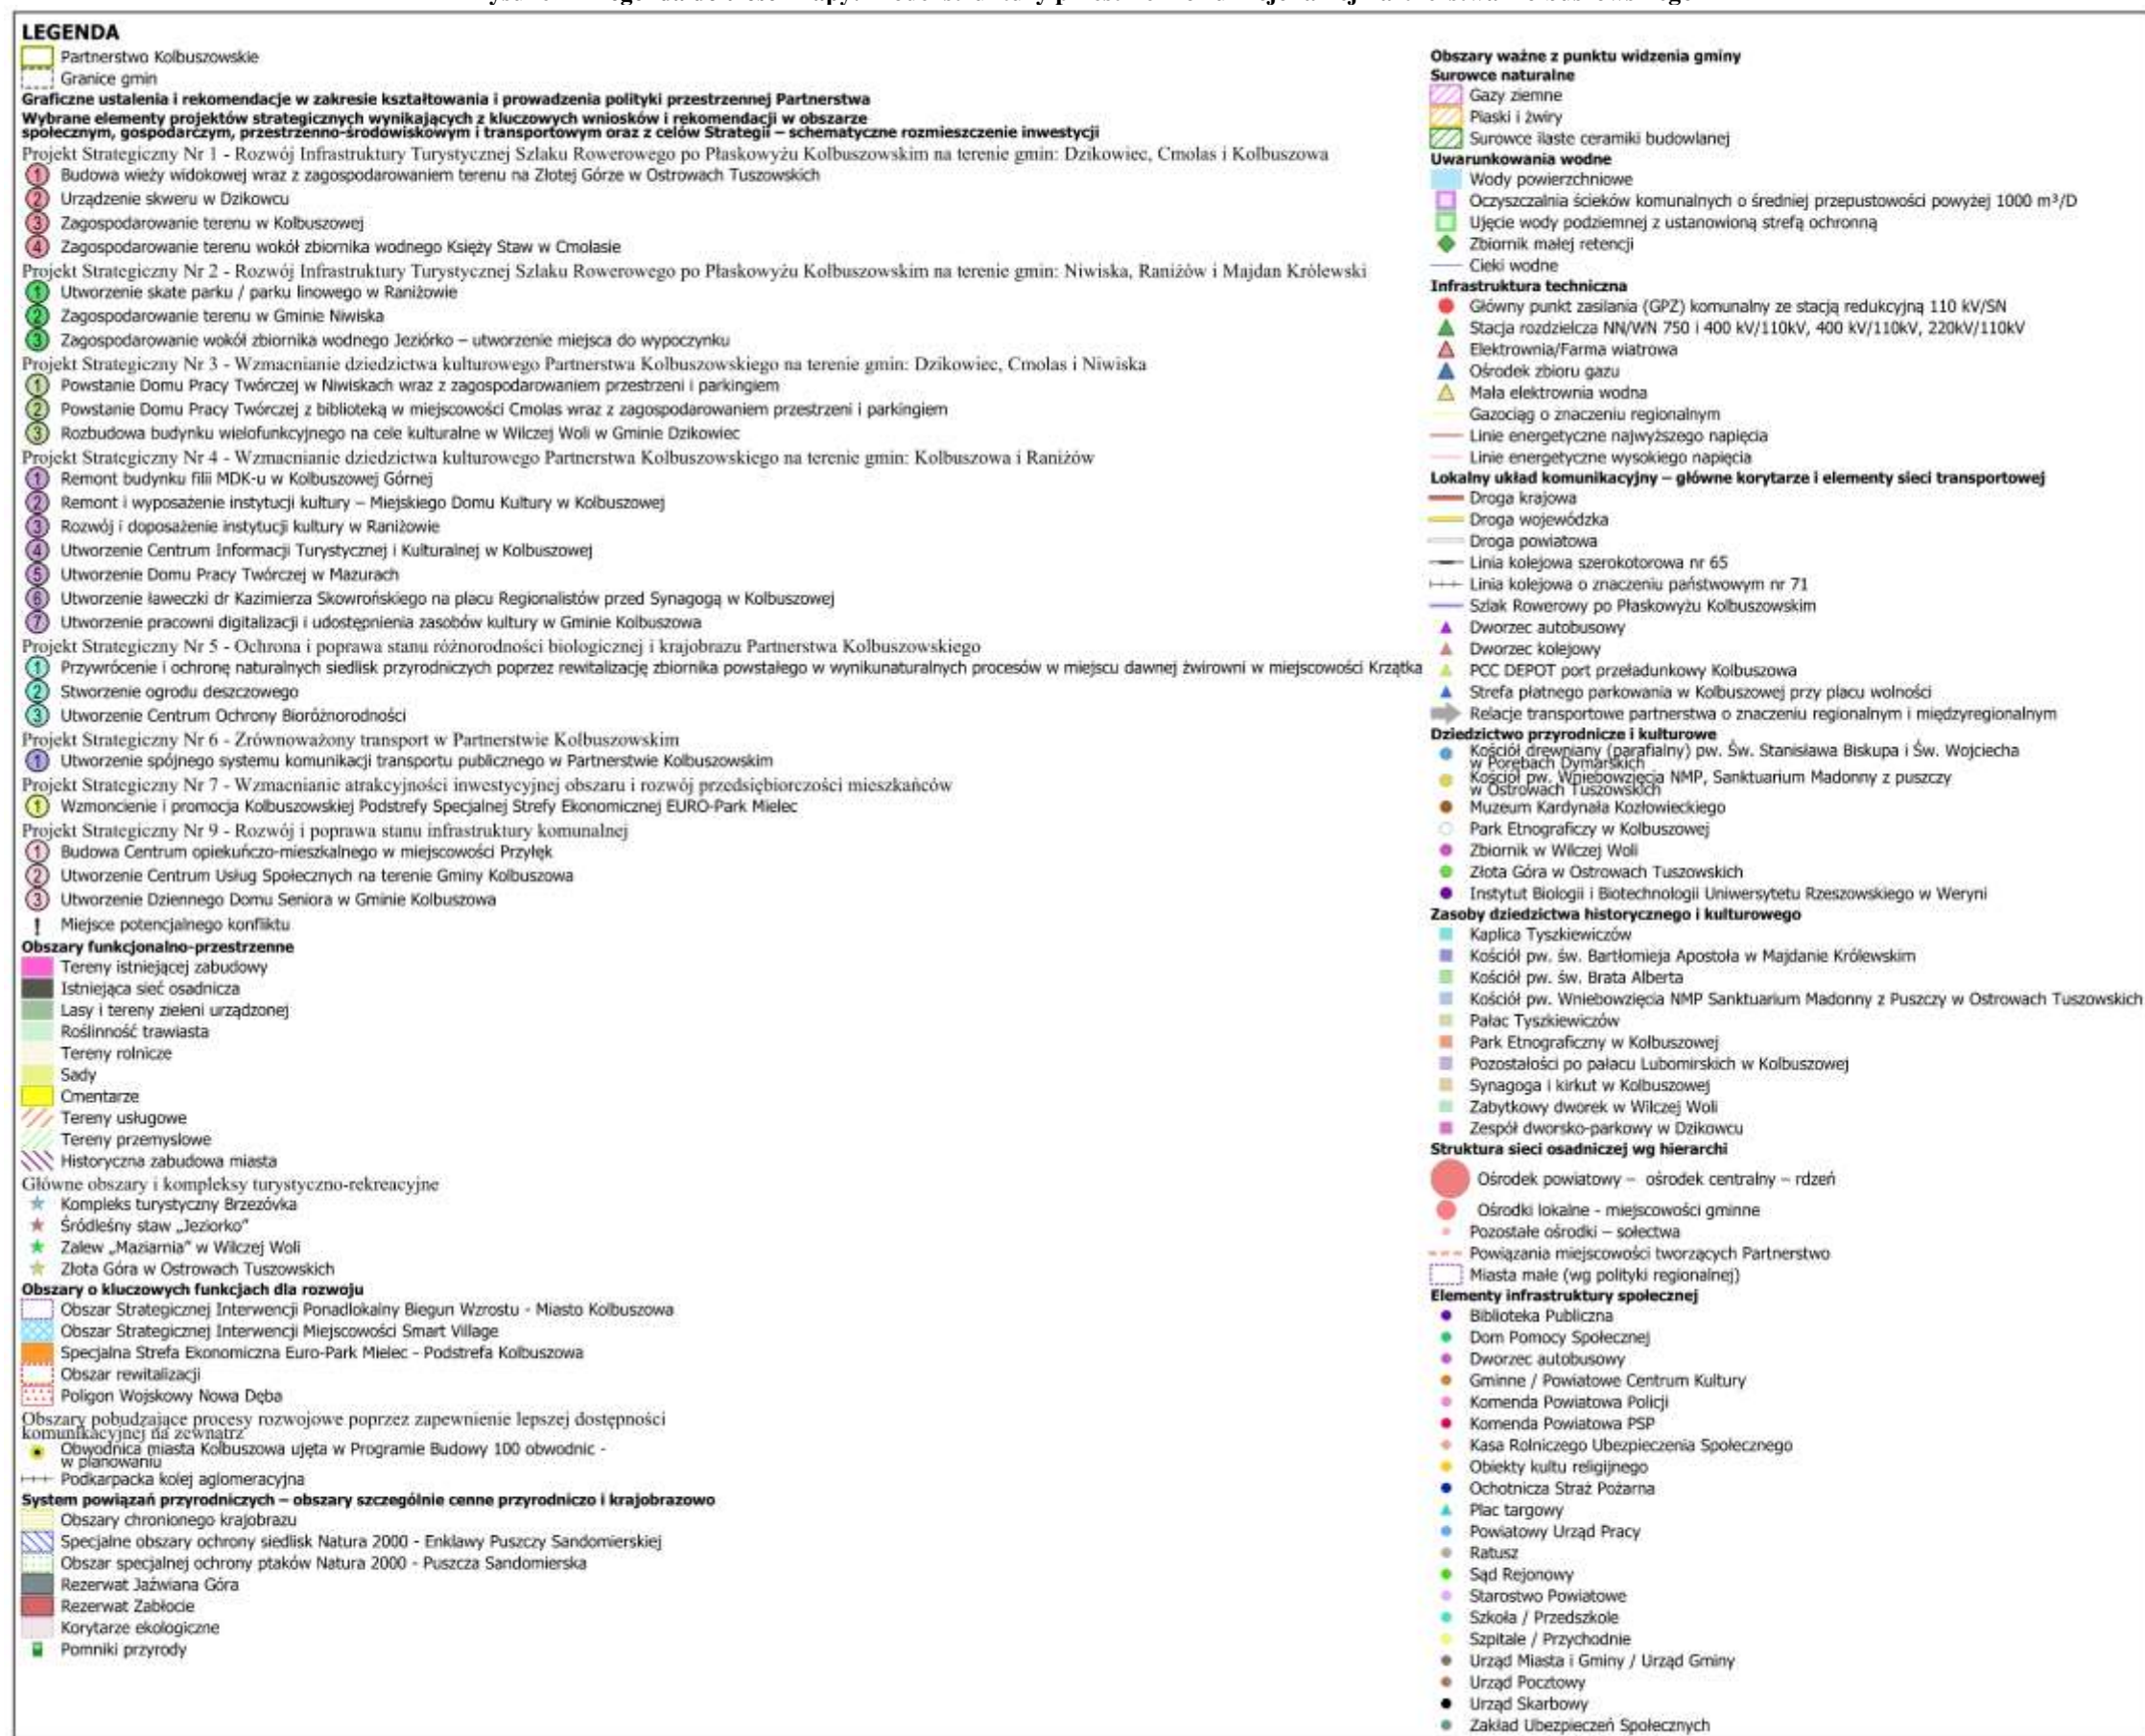 LEGENDA
Partnerstwo Kolbuszowskie
Granice gmin
Graficzne ustalenia i rekomendacje w zakresie kształtowania i prowadzenia polityki przestrzennej Partnerstwa
Wybrane elementy projektów strategicznych wynikających z kluczowych wniosków i rekomendacji w obszarze
społecznym, gospodarczym, przestrzenno-środowiskowym i transportowym oraz z celów Strategii – schematyczne rozmieszczenie inwestycji
Projekt Strategiczny Nr 1 - Rozwój Infrastruktury Turystycznej Szlaku Rowerowego po Płaskowyżu Kolbuszowskim na terenie gmin: Dzikowiec, Cmolas i Kolbuszowa
1 Budowa wieży widokowej wraz z zagospodarowaniem terenu na Złotej Górze w Ostrowach Tuszowskich
2 Urządzenie skweru w Dzikowcu
3 Zagospodarowanie terenu w Kolbuszowej
4 Zagospodarowanie terenu wokół zbiornika wodnego Księży Staw w Cmolasie
Projekt Strategiczny Nr 2 - Rozwój Infrastruktury Turystycznej Szlaku Rowerowego po Płaskowyżu Kolbuszowskim na terenie gmin: Niwiska, Raniżów i Majdan Królewski
1 Utworzenie skate parku / parku linowego w Raniżowie
2 Zagospodarowanie terenu w Gminie Niwiska
3 Zagospodarowanie wokół zbiornika wodnego Jeziórko – utworzenie miejsca do wypoczynku
Projekt Strategiczny Nr 3 - Wzmacnianie dziedzictwa kulturowego Partnerstwa Kolbuszowskiego na terenie gmin: Dzikowiec, Cmolas i Niwiska
1 Powstanie Domu Pracy Twórczej w Niwiskach wraz z zagospodarowaniem przestrzeni i parkingiem
2 Powstanie Domu Pracy Twórczej z biblioteką w miejscowości Cmolas wraz z zagospodarowaniem przestrzeni i parkingiem
3 Rozbudowa budynku wielofunkcyjnego na cele kulturalne w Wilczej Woli w Gminie Dzikowiec
Projekt Strategiczny Nr 4 - Wzmacnianie dziedzictwa kulturowego Partnerstwa Kolbuszowskiego na terenie gmin: Kolbuszowa i Raniżów
1 Remont budynku filii MDK-u w Kolbuszowej Górnej
2 Remont i wyposażenie instytucji kultury – Miejskiego Domu Kultury w Kolbuszowej
3 Rozwój i doposażenie instytucji kultury w Raniżowie
4 Utworzenie Centrum Informacji Turystycznej i Kulturalnej w Kolbuszowej
5 Utworzenie Domu Pracy Twórczej w Mazurach
6 Utworzenie ławeczki dr Kazimierza Skowrońskiego na placu Regionalistów przed Synagogą w Kolbuszowej
7 Utworzenie pracowni digitalizacji i udostępnienia zasobów kultury w Gminie Kolbuszowa
Projekt Strategiczny Nr 5 - Ochrona i poprawa stanu różnorodności biologicznej i krajobrazu Partnerstwa Kolbuszowskiego
1 Przywrócenie i ochronę naturalnych siedlisk przyrodniczych poprzez rewitalizację zbiornika powstałego w wynikunaturalnych procesów w miejscu dawnej żwirowni w miejscowości Krzątka
2 Stworzenie ogrodu deszczowego
3 Utworzenie Centrum Ochrony Bioróżnorodności
Projekt Strategiczny Nr 6 - Zrównoważony transport w Partnerstwie Kolbuszowskim
1 Utworzenie spójnego systemu komunikacji transportu publicznego w Partnerstwie Kolbuszowskim
Projekt Strategiczny Nr 7 - Wzmacnianie atrakcyjności inwestycyjnej obszaru i rozwój przedsiębiorczości mieszkańców
1 Wzmoncienie i promocja Kolbuszowskiej Podstrefy Specjalnej Strefy Ekonomicznej EURO-Park Mielec
Projekt Strategiczny Nr 9 - Rozwój i poprawa stanu infrastruktury komunalnej
1 Budowa Centrum opiekuńczo-mieszkalnego w miejscowości Przyłęk
2 Utworzenie Centrum Usług Społecznych na terenie Gminy Kolbuszowa
3 Utworzenie Dziennego Domu Seniora w Gminie Kolbuszowa
! Miejsce potencjalnego konfliktu
Obszary funkcjonalno-przestrzenne
Tereny istniejącej zabudowy
Istniejąca sieć osadnicza
Lasy i tereny zieleni urządzonej
Roślinność trawiasta
Tereny rolnicze
Sady
Cmentarze
Tereny usługowe
Tereny przemysłowe
Historyczna zabudowa miasta
Główne obszary i kompleksy turystyczno-rekreacyjne
Kompleks turystyczny Brzezówka
Śródleśny staw „Jeziorko”
Zalew „Maziarnia” w Wilczej Woli
Złota Góra w Ostrowach Tuszowskich
Obszary o kluczowych funkcjach dla rozwoju
Obszar Strategicznej Interwencji Ponadlokalny Biegun Wzrostu - Miasto Kolbuszowa
Obszar Strategicznej Interwencji Miejscowości Smart Village
Specjalna Strefa Ekonomiczna Euro-Park Mielec - Podstrefa Kolbuszowa
Obszar rewitalizacji
Poligon Wojskowy Nowa Dęba
Obszary pobudzające procesy rozwojowe poprzez zapewnienie lepszej dostępności
komunikacyjnej na zewnątrz
Obwodnica miasta Kolbuszowa ujęta w Programie Budowy 100 obwodnic -
w planowaniu
Podkarpacka kolej aglomeracyjna
System powiązań przyrodniczych – obszary szczególnie cenne przyrodniczo i krajobrazowo
Obszary chronionego krajobrazu
Specjalne obszary ochrony siedlisk Natura 2000 - Enklawy Puszczy Sandomierskiej
Obszar specjalnej ochrony ptaków Natura 2000 - Puszcza Sandomierska
Rezerwat Jaźwiana Góra
Rezerwat Zabłocie
Korytarze ekologiczne
Pomniki przyrody
Obszary ważne z punktu widzenia gminy
Surowce naturalne
Gazy ziemne
Piaski i żwiry
Surowce ilaste ceramiki budowlanej
Uwarunkowania wodne
Wody powierzchniowe
Oczyszczalnia ścieków komunalnych o średniej przepustowości powyżej 1000 m³/D
Ujęcie wody podziemnej z ustanowioną strefą ochronną
Zbiornik małej retencji
Cieki wodne
Infrastruktura techniczna
Główny punkt zasilania (GPZ) komunalny ze stacją redukcyjną 110 kV/SN
Stacja rozdzielcza NN/WN 750 i 400 kV/110kV, 400 kV/110kV, 220kV/110kV
Elektrownia/Farma wiatrowa
Ośrodek zbioru gazu
Mała elektrownia wodna
Gazociąg o znaczeniu regionalnym
Linie energetyczne najwyższego napięcia
Linie energetyczne wysokiego napięcia
Lokalny układ komunikacyjny – główne korytarze i elementy sieci transportowej
Droga krajowa
Droga wojewódzka
Droga powiatowa
Linia kolejowa szerokotorowa nr 65
Linia kolejowa o znaczeniu państwowym nr 71
Szlak Rowerowy po Płaskowyżu Kolbuszowskim
Dworzec autobusowy
Dworzec kolejowy
PCC DEPOT port przeładunkowy Kolbuszowa
Strefa płatnego parkowania w Kolbuszowej przy placu wolności
Relacje transportowe partnerstwa o znaczeniu regionalnym i międzyregionalnym
Dziedzictwo przyrodnicze i kulturowe
Kościół drewniany (parafialny) pw. Św. Stanisława Biskupa i Św. Wojciecha
w Porębach Dymarskich
Kościół pw. Wniebowzięcia NMP, Sanktuarium Madonny z puszczy
w Ostrowach Tuszowskich
Muzeum Kardynała Kozłowieckiego
Park Etnograficzy w Kolbuszowej
Zbiornik w Wilczej Woli
Złota Góra w Ostrowach Tuszowskich
Instytut Biologii i Biotechnologii Uniwersytetu Rzeszowskiego w Weryni
Zasoby dziedzictwa historycznego i kulturowego
Kaplica Tyszkiewiczów
Kościół pw. św. Bartłomieja Apostoła w Majdanie Królewskim
Kościół pw. św. Brata Alberta
Kościół pw. Wniebowzięcia NMP Sanktuarium Madonny z Puszczy w Ostrowach Tuszowskich
Pałac Tyszkiewiczów
Park Etnograficzny w Kolbuszowej
Pozostałości po pałacu Lubomirskich w Kolbuszowej
Synagoga i kirkut w Kolbuszowej
Zabytkowy dworek w Wilczej Woli
Zespół dworsko-parkowy w Dzikowcu
Struktura sieci osadniczej wg hierarchi
Ośrodek powiatowy – ośrodek centralny – rdzeń
Ośrodki lokalne - miejscowości gminne
Pozostałe ośrodki – sołectwa
Powiązania miejscowości tworzących Partnerstwo
Miasta małe (wg polityki regionalnej)
Elementy infrastruktury społecznej
Biblioteka Publiczna
Dom Pomocy Społecznej
Dworzec autobusowy
Gminne / Powiatowe Centrum Kultury
Komenda Powiatowa Policji
Komenda Powiatowa PSP
Kasa Rolniczego Ubezpieczenia Społecznego
Obiekty kultu religijnego
Ochotnicza Straż Pożarna
Plac targowy
Powiatowy Urząd Pracy
Ratusz
Sąd Rejonowy
Starostwo Powiatowe
Szkoła / Przedszkole
Szpitale / Przychodnie
Urząd Miasta i Gminy / Urząd Gminy
Urząd Pocztowy
Urząd Skarbowy
Zakład Ubezpieczeń Społecznych